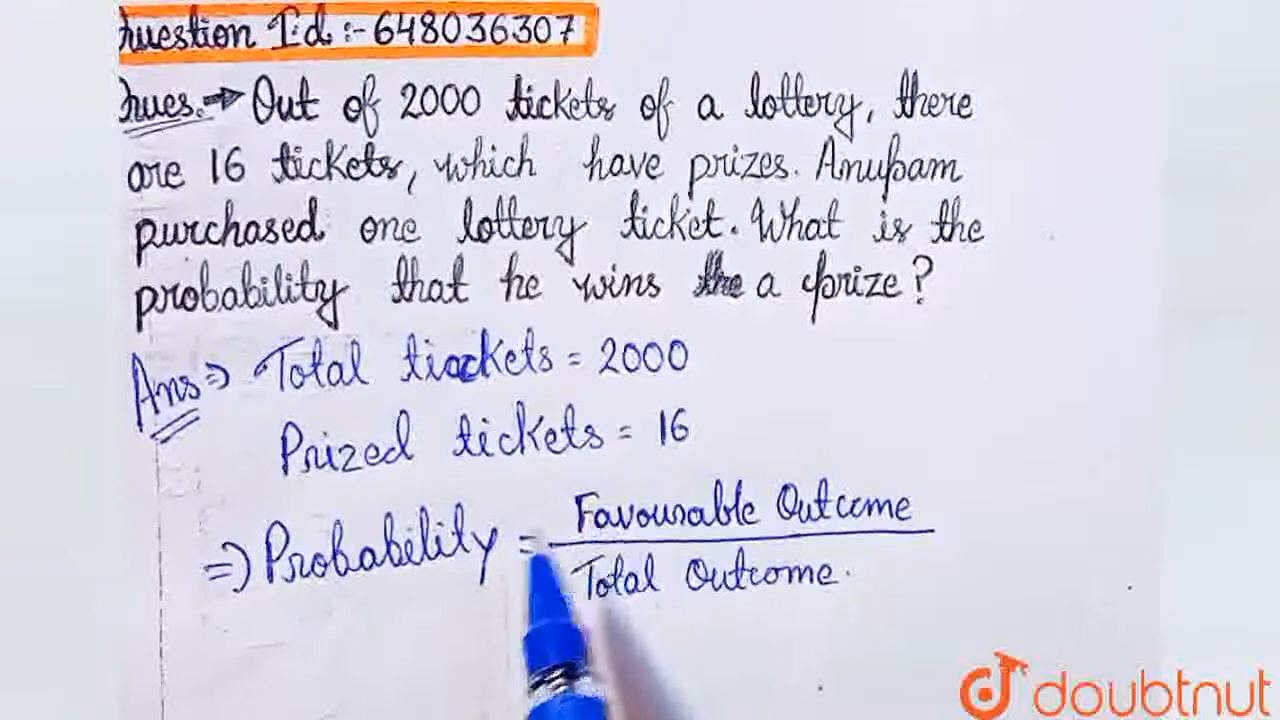 Question Id :- 648036307
Ques. → Out of 2000 tickets of a lottery, there
are 16 tickets, which have prizes. Anupam
purchased one lottery ticket. What is the
probability that he wins a prize?
Ans ⇒ Total tickets = 2000
Prized tickets = 16
⇒ Probability = Favourable Outcome
Total Outcome.
doubtnut